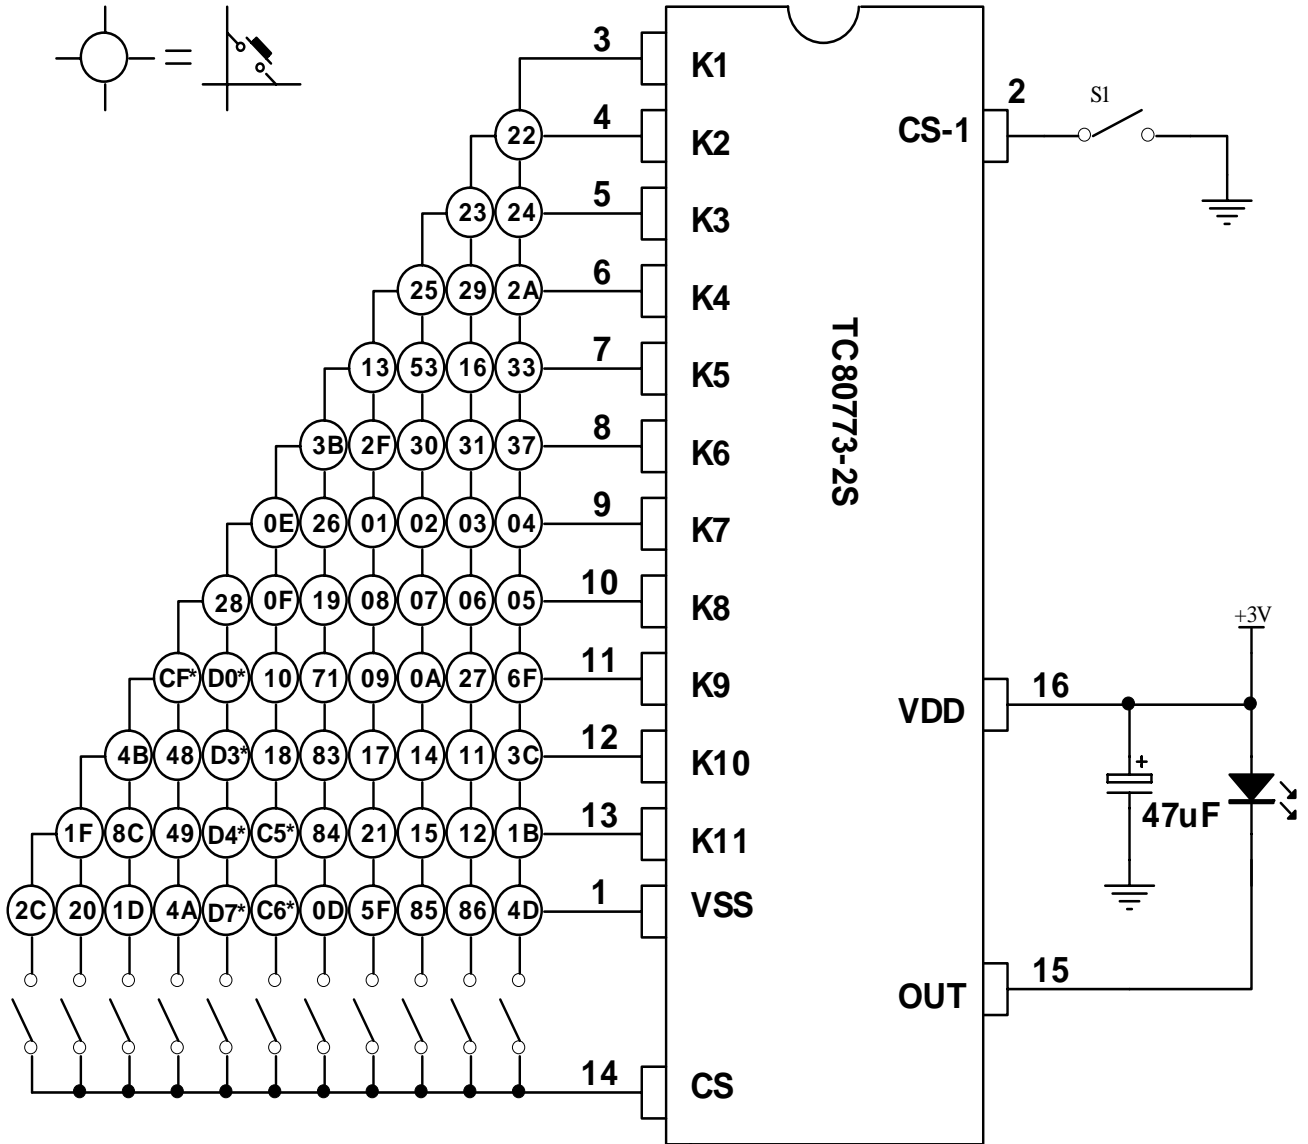 3 K1
2 S1
22 4 K2 CS-1
23 24 5 K3
25 29 2A 6 K4
13 53 16 33 7 K5
TC80773-2S
3B 2F 30 31 37 8 K6
0E 26 01 02 03 04 9 K7
28 0F 19 08 07 06 05 10 K8
+3V
CF* D0* 10 71 09 0A 27 6F 11 K9
VDD 16
4B 48 D3* 18 83 17 14 11 3C 12 K10
+
47uF
1F 8C 49 D4* C5* 84 21 15 12 1B 13 K11
2C 20 1D 4A D7* C6* 0D 5F 85 86 4D 1 VSS
OUT 15
14 CS